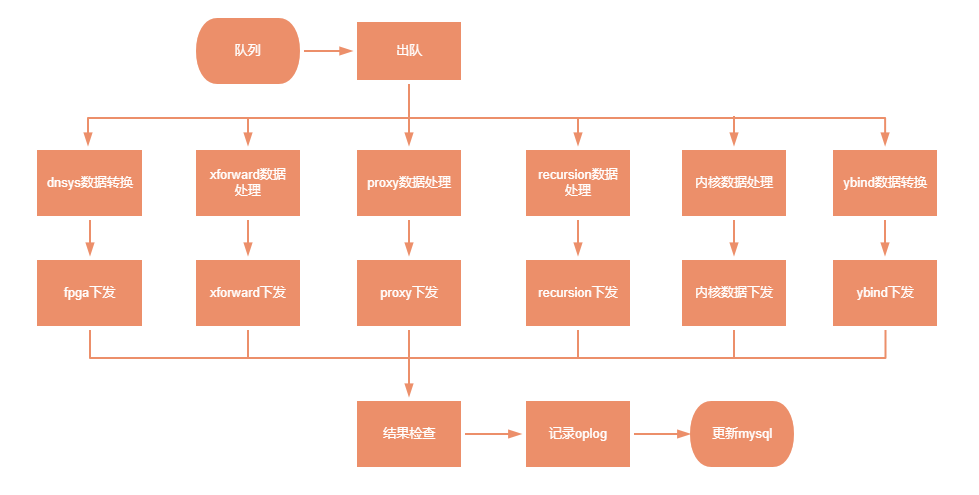 队列
出队
dnsys数据转换
xforward数据
处理
proxy数据处理
recursion数据
处理
内核数据处理
ybind数据转换
fpga下发
xforward下发
proxy下发
recursion下发
内核数据下发
ybind下发
结果检查
记录oplog
更新mysql